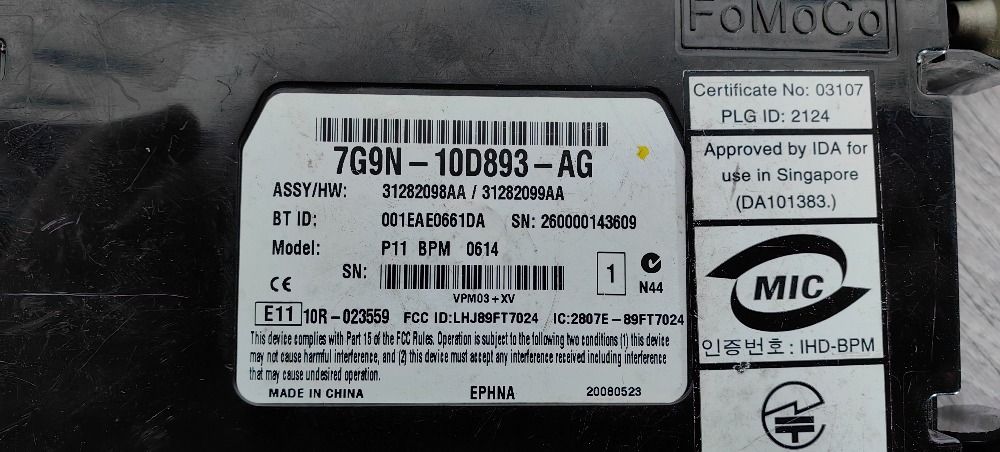 FoMoCo
7G9N-10D893-AG
ASSY/HW: 31282098AA / 31282099AA
BT ID: 001EAE0661DA SN: 260000143609
Model: P11 BPM 0614
SN:
VPM03+XV
1
N44
CE
E11 10R-023559 FCC ID:LHJ89FT7024 IC:2807E-89FT7024
This device complies with Part 15 of the FCC Rules. Operation is subject to the following two conditions (1) this device
may not cause harmful interference, and (2) this device must accept any interference received including interference
that may cause undesired operation.
MADE IN CHINA EPHNA 20080523
Certificate No: 03107
PLG ID: 2124
Approved by IDA for
use in Singapore
(DA101383.)
MIC
인증번호: IHD-BPM